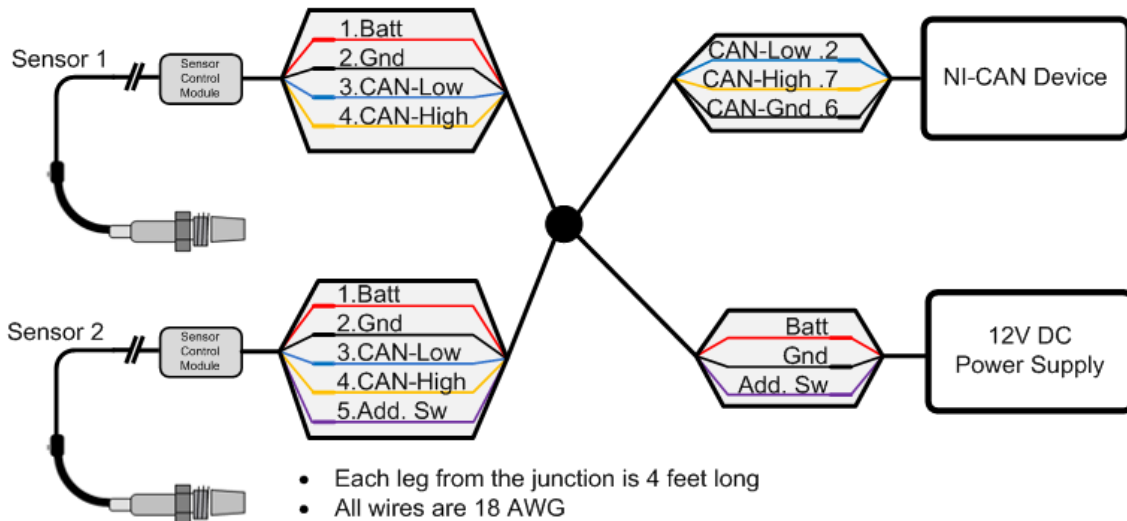 Sensor 1
Sensor
Control
Module
1.Batt
2.Gnd
3.CAN-Low
4.CAN-High
CAN-Low .2
CAN-High .7
CAN-Gnd .6
NI-CAN Device
Sensor 2
Sensor
Control
Module
1.Batt
2.Gnd
3.CAN-Low
4.CAN-High
5.Add. Sw
Batt
Gnd
Add. Sw
12V DC
Power Supply
• Each leg from the junction is 4 feet long
• All wires are 18 AWG